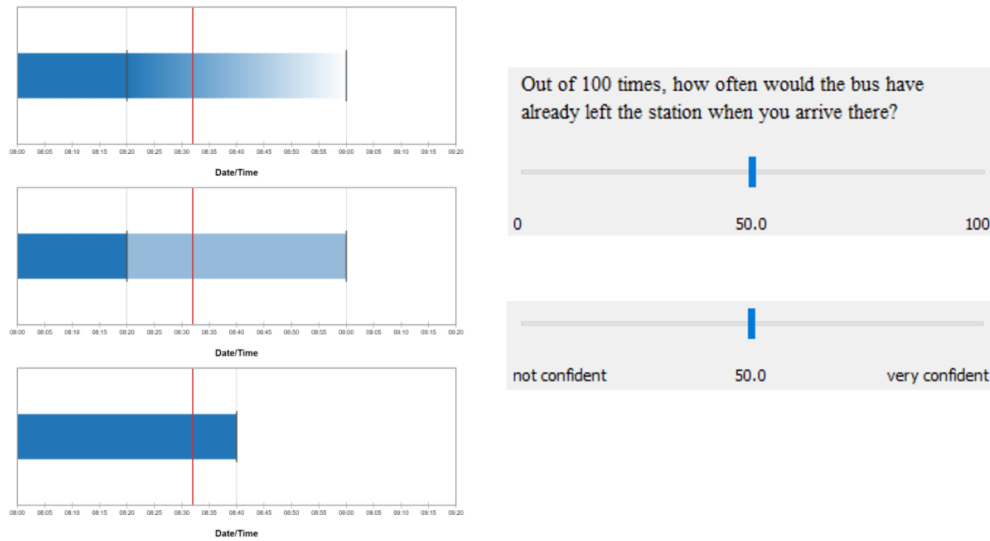 08:00 08:05 08:10 08:15 08:20 08:25 08:30 08:35 08:40 08:45 08:50 08:55 09:00 09:05 09:10 09:15 09:20
Date/Time
08:00 08:05 08:10 08:15 08:20 08:25 08:30 08:35 08:40 08:45 08:50 08:55 09:00 09:05 09:10 09:15 09:20
Date/Time
08:00 08:05 08:10 08:15 08:20 08:25 08:30 08:35 08:40 08:45 08:50 08:55 09:00 09:05 09:10 09:15 09:20
Date/Time
Out of 100 times, how often would the bus have
already left the station when you arrive there?
0 50.0 100
not confident 50.0 very confident